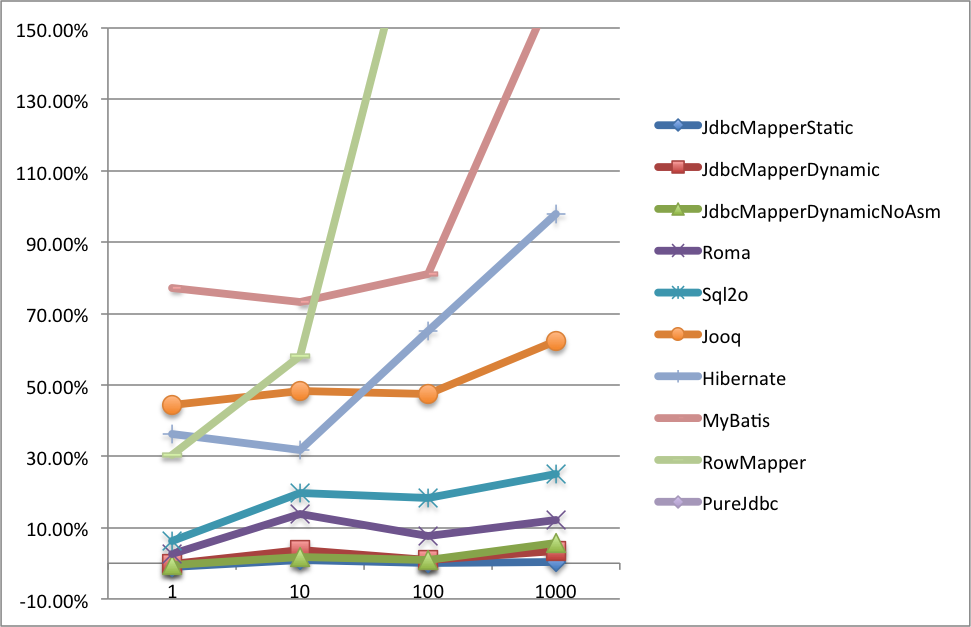 150.00%
130.00%
110.00%
90.00%
70.00%
50.00%
30.00%
10.00%
-10.00%
1 10 100 1000
JdbcMapperStatic
JdbcMapperDynamic
JdbcMapperDynamicNoAsm
Roma
Sql2o
Jooq
Hibernate
MyBatis
RowMapper
PureJdbc